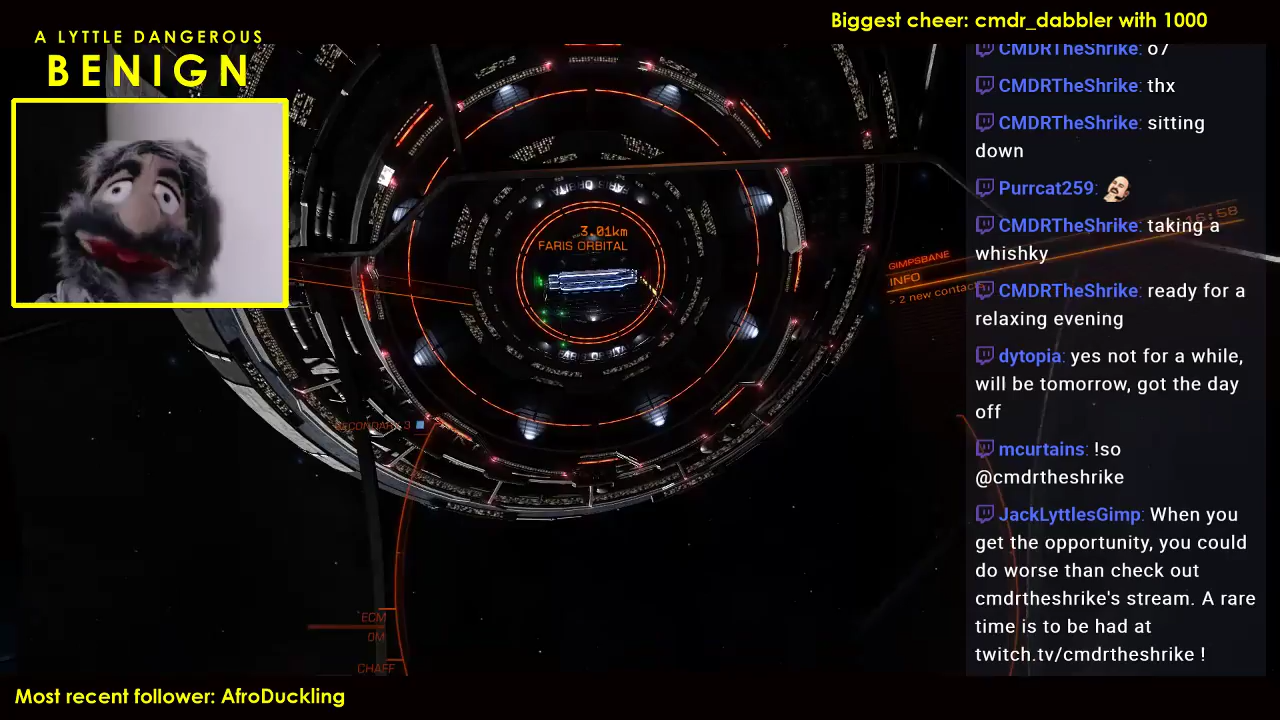 A LYTTLE DANGEROUS
BENIGN
Biggest cheer: cmdr_dabbler with 1000
CMDRTheShrike: o7
CMDRTheShrike: thx
CMDRTheShrike: sitting
down
Purrcat259:
CMDRTheShrike: taking a
whishky
CMDRTheShrike: ready for a
relaxing evening
dytopia: yes not for a while,
will be tomorrow, got the day
off
mcurtains: !so
@cmdrtheshrike
JackLyttlesGimp: When you
get the opportunity, you could
do worse than check out
cmdrtheshrike's stream. A rare
time is to be had at
twitch.tv/cmdrtheshrike !
3.01km
FARIS ORBITAL
GIMPSBANE
INFO
> 2 new contac
ECM
CHAFF
Most recent follower: AfroDuckling